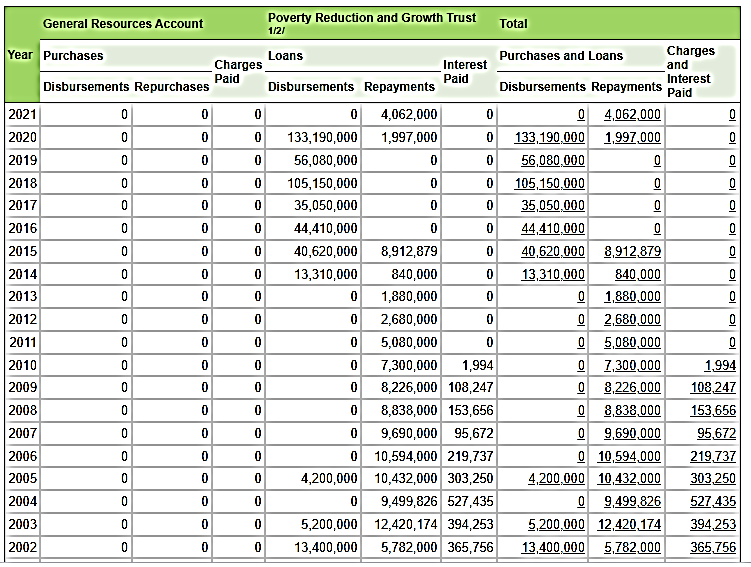 General Resources Account Poverty Reduction and Growth Trust 1/2/ Total
Year Purchases Charges Paid Loans Interest Paid Purchases and Loans Charges and Interest Paid
Disbursements Repurchases Disbursements Repayments Disbursements Repayments
2021 0 0 0 0 4,062,000 0 0 4,062,000 0
2020 0 0 0 133,190,000 1,997,000 0 133,190,000 1,997,000 0
2019 0 0 0 56,080,000 0 0 56,080,000 0 0
2018 0 0 0 105,150,000 0 0 105,150,000 0 0
2017 0 0 0 35,050,000 0 0 35,050,000 0 0
2016 0 0 0 44,410,000 0 0 44,410,000 0 0
2015 0 0 0 40,620,000 8,912,879 0 40,620,000 8,912,879 0
2014 0 0 0 13,310,000 840,000 0 13,310,000 840,000 0
2013 0 0 0 0 1,880,000 0 0 1,880,000 0
2012 0 0 0 0 2,680,000 0 0 2,680,000 0
2011 0 0 0 0 5,080,000 0 0 5,080,000 0
2010 0 0 0 0 7,300,000 1,994 0 7,300,000 1,994
2009 0 0 0 0 8,226,000 108,247 0 8,226,000 108,247
2008 0 0 0 0 8,838,000 153,656 0 8,838,000 153,656
2007 0 0 0 0 9,690,000 95,672 0 9,690,000 95,672
2006 0 0 0 0 10,594,000 219,737 0 10,594,000 219,737
2005 0 0 0 4,200,000 10,432,000 303,250 4,200,000 10,432,000 303,250
2004 0 0 0 0 9,499,826 527,435 0 9,499,826 527,435
2003 0 0 0 5,200,000 12,420,174 394,253 5,200,000 12,420,174 394,253
2002 0 0 0 13,400,000 5,782,000 365,756 13,400,000 5,782,000 365,756